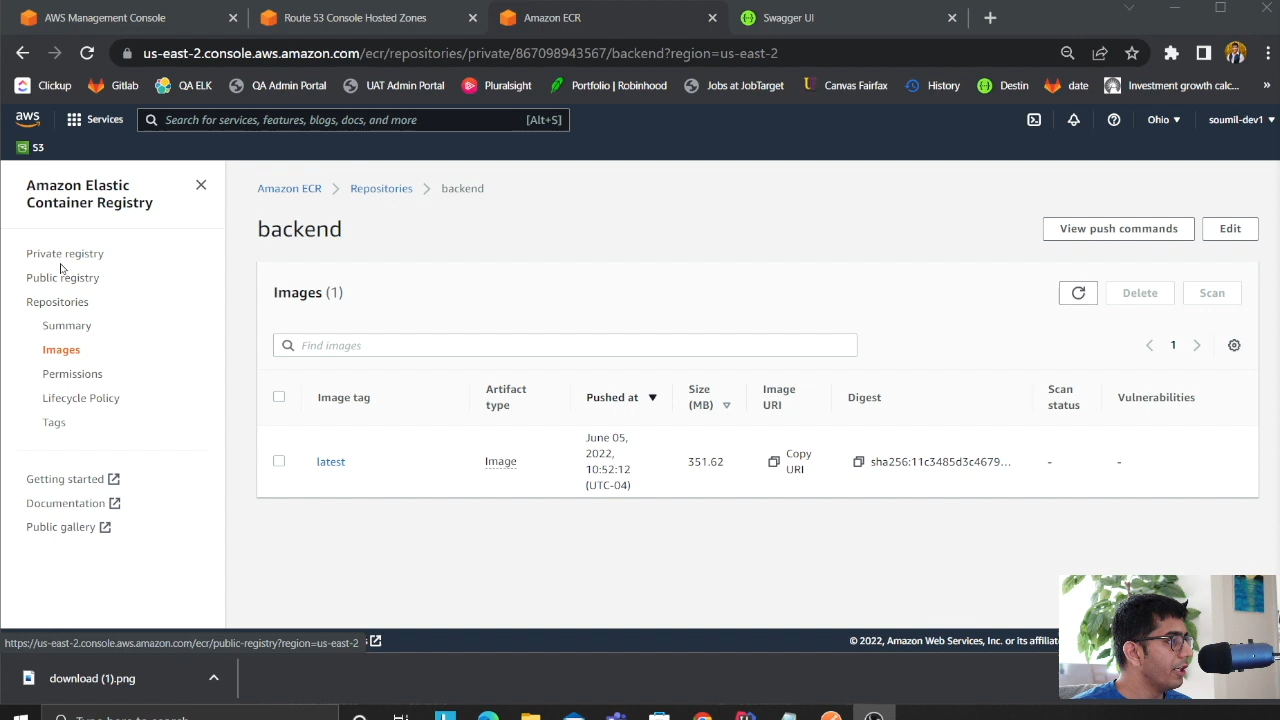 AWS Management Console
Route 53 Console Hosted Zones
Amazon ECR
Swagger UI
us-east-2.console.aws.amazon.com/ecr/repositories/private/867098943567/backend?region=us-east-2
Clickup
Gitlab
QA ELK
QA Admin Portal
UAT Admin Portal
Pluralsight
Portfolio | Robinhood
Jobs at JobTarget
Canvas Fairfax
History
Destin
date
Investment growth calc...
»
aws
Services
Search for services, features, blogs, docs, and more
[Alt+S]
Ohio
soumil-dev1
S3
Amazon Elastic
Container Registry
Private registry
Public registry
Repositories
Summary
Images
Permissions
Lifecycle Policy
Tags
Getting started
Documentation
Public gallery
Amazon ECR
Repositories
backend
backend
View push commands
Edit
Images (1)
Delete
Scan
Find images
1
Image tag
Artifact
type
Pushed at
Size
(MB)
Image
URI
Digest
Scan
status
Vulnerabilities
latest
Image
June 05,
2022,
10:52:12
(UTC-04)
351.62
Copy
URI
sha256:11c3485d3c4679...
-
-
https://us-east-2.console.aws.amazon.com/ecr/public-registry?region=us-east-2
© 2022, Amazon Web Services, Inc. or its affiliate
download (1).png
Type here to search